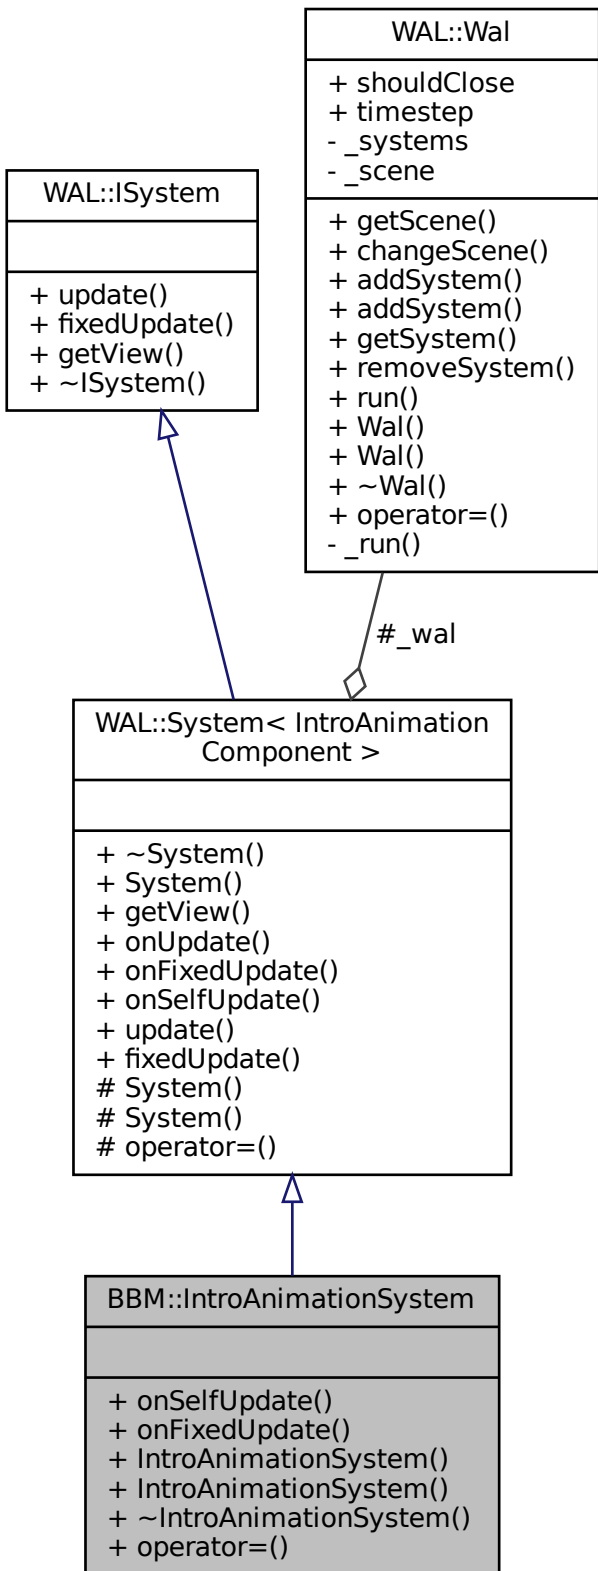 WAL::Wal
+ shouldClose
+ timestep
- _systems
- _scene
+ getScene()
+ changeScene()
+ addSystem()
+ addSystem()
+ getSystem()
+ removeSystem()
+ run()
+ Wal()
+ Wal()
+ ~Wal()
+ operator=()
- _run()
WAL::ISystem
+ update()
+ fixedUpdate()
+ getView()
+ ~ISystem()
#_wal
WAL::System< IntroAnimation
Component >
+ ~System()
+ System()
+ getView()
+ onUpdate()
+ onFixedUpdate()
+ onSelfUpdate()
+ update()
+ fixedUpdate()
# System()
# System()
# operator=()
BBM::IntroAnimationSystem
+ onSelfUpdate()
+ onFixedUpdate()
+ IntroAnimationSystem()
+ IntroAnimationSystem()
+ ~IntroAnimationSystem()
+ operator=()